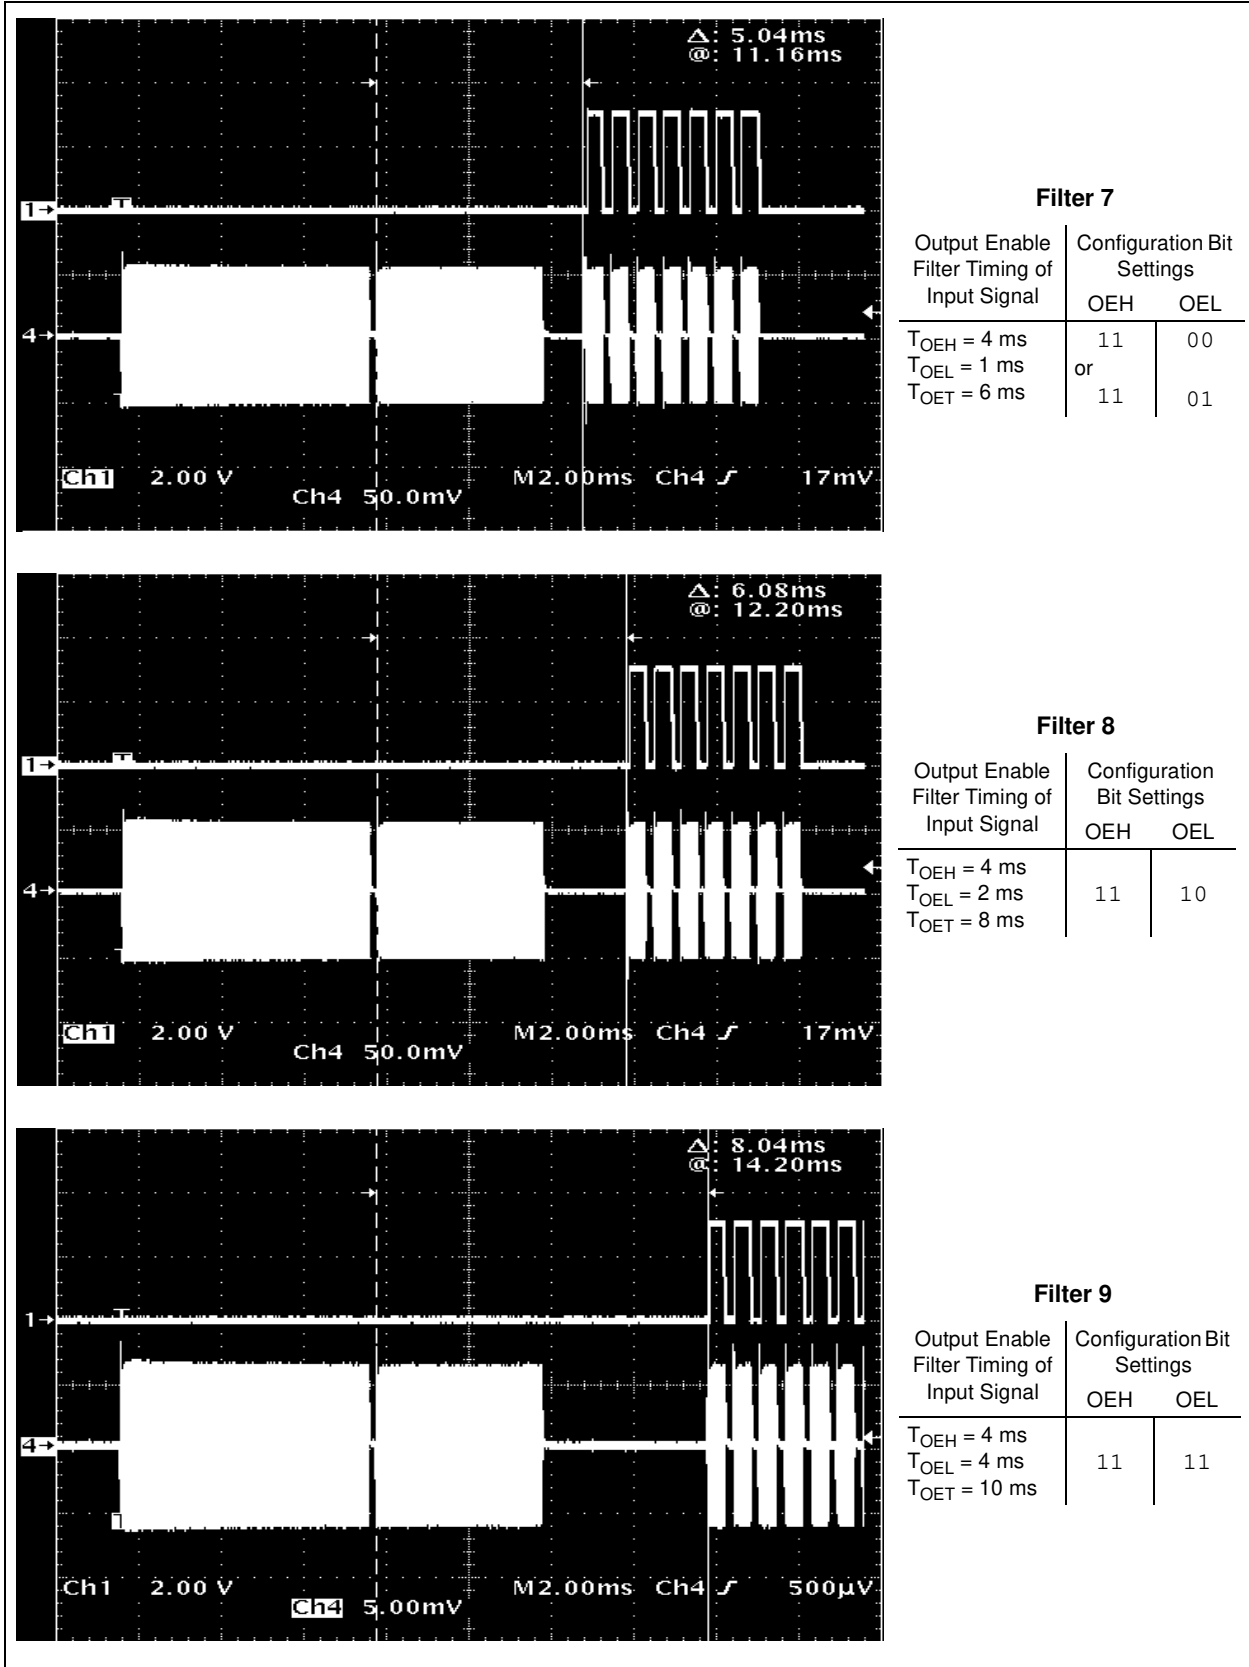 Δ: 5.04ms
@: 11.16ms
1→
T
4→
Ch1 2.00 V
M2.00ms Ch4 17mV
Ch4 50.0mV
Filter 7
Output Enable Filter Timing of Input Signal
Configuration Bit Settings
OEH OEL
TOEH = 4 ms
TOEL = 1 ms
TOET = 6 ms
11 00
or
11 01
Δ: 6.08ms
@: 12.20ms
1→
T
4→
Ch1 2.00 V
M2.00ms Ch4 17mV
Ch4 50.0mV
Filter 8
Output Enable Filter Timing of Input Signal
Configuration Bit Settings
OEH OEL
TOEH = 4 ms
TOEL = 2 ms
TOET = 8 ms
11 10
Δ: 8.04ms
@: 14.20ms
1→
T
4→
T
Ch1 2.00 V
M2.00ms Ch4 500µV
Ch4 5.00mV
Filter 9
Output Enable Filter Timing of Input Signal
Configuration Bit Settings
OEH OEL
TOEH = 4 ms
TOEL = 4 ms
TOET = 10 ms
11 11